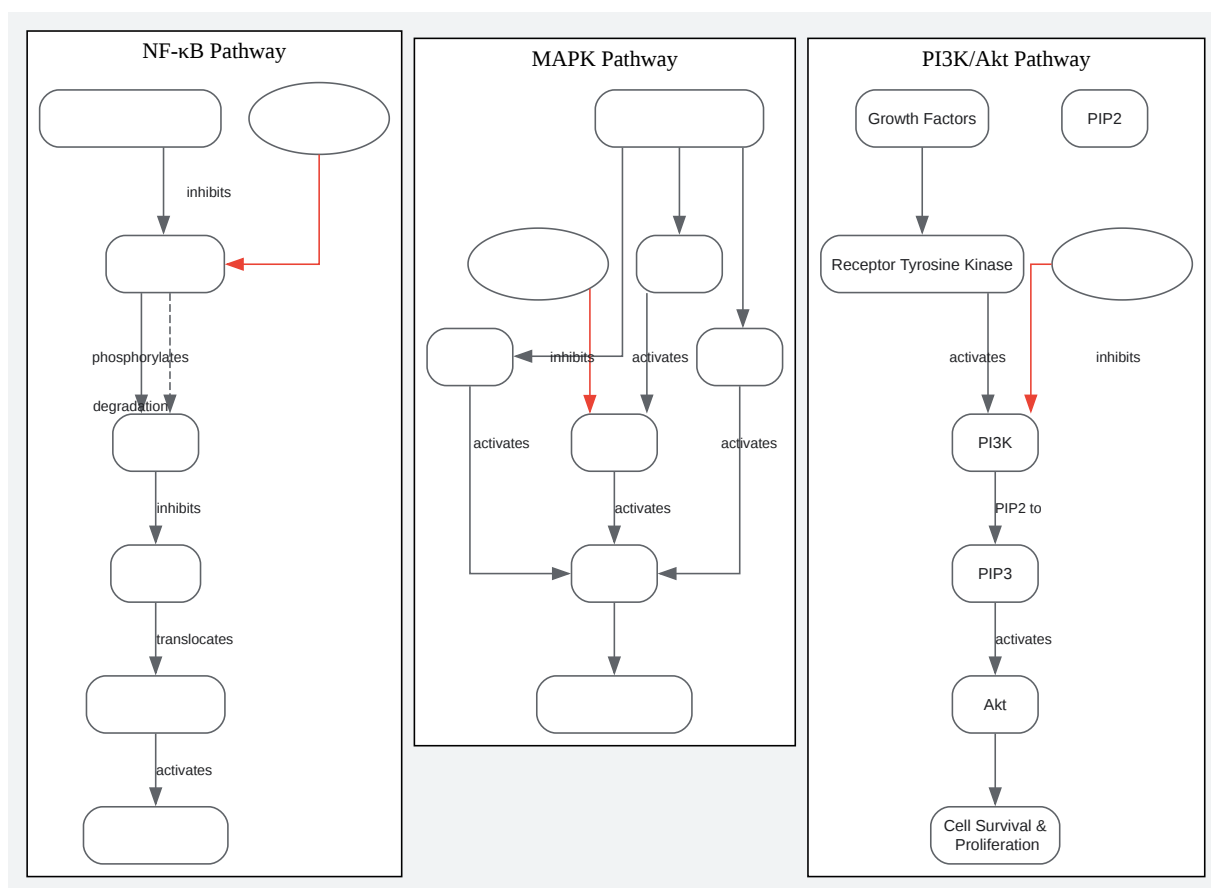 NF-κB Pathway
inhibits
phosphorylates
degradation
inhibits
translocates
activates
MAPK Pathway
inhibits
activates
activates
activates
activates
PI3K/Akt Pathway
Growth Factors
PIP2
Receptor Tyrosine Kinase
activates
inhibits
PI3K
PIP2 to
PIP3
activates
Akt
Cell Survival &
Proliferation